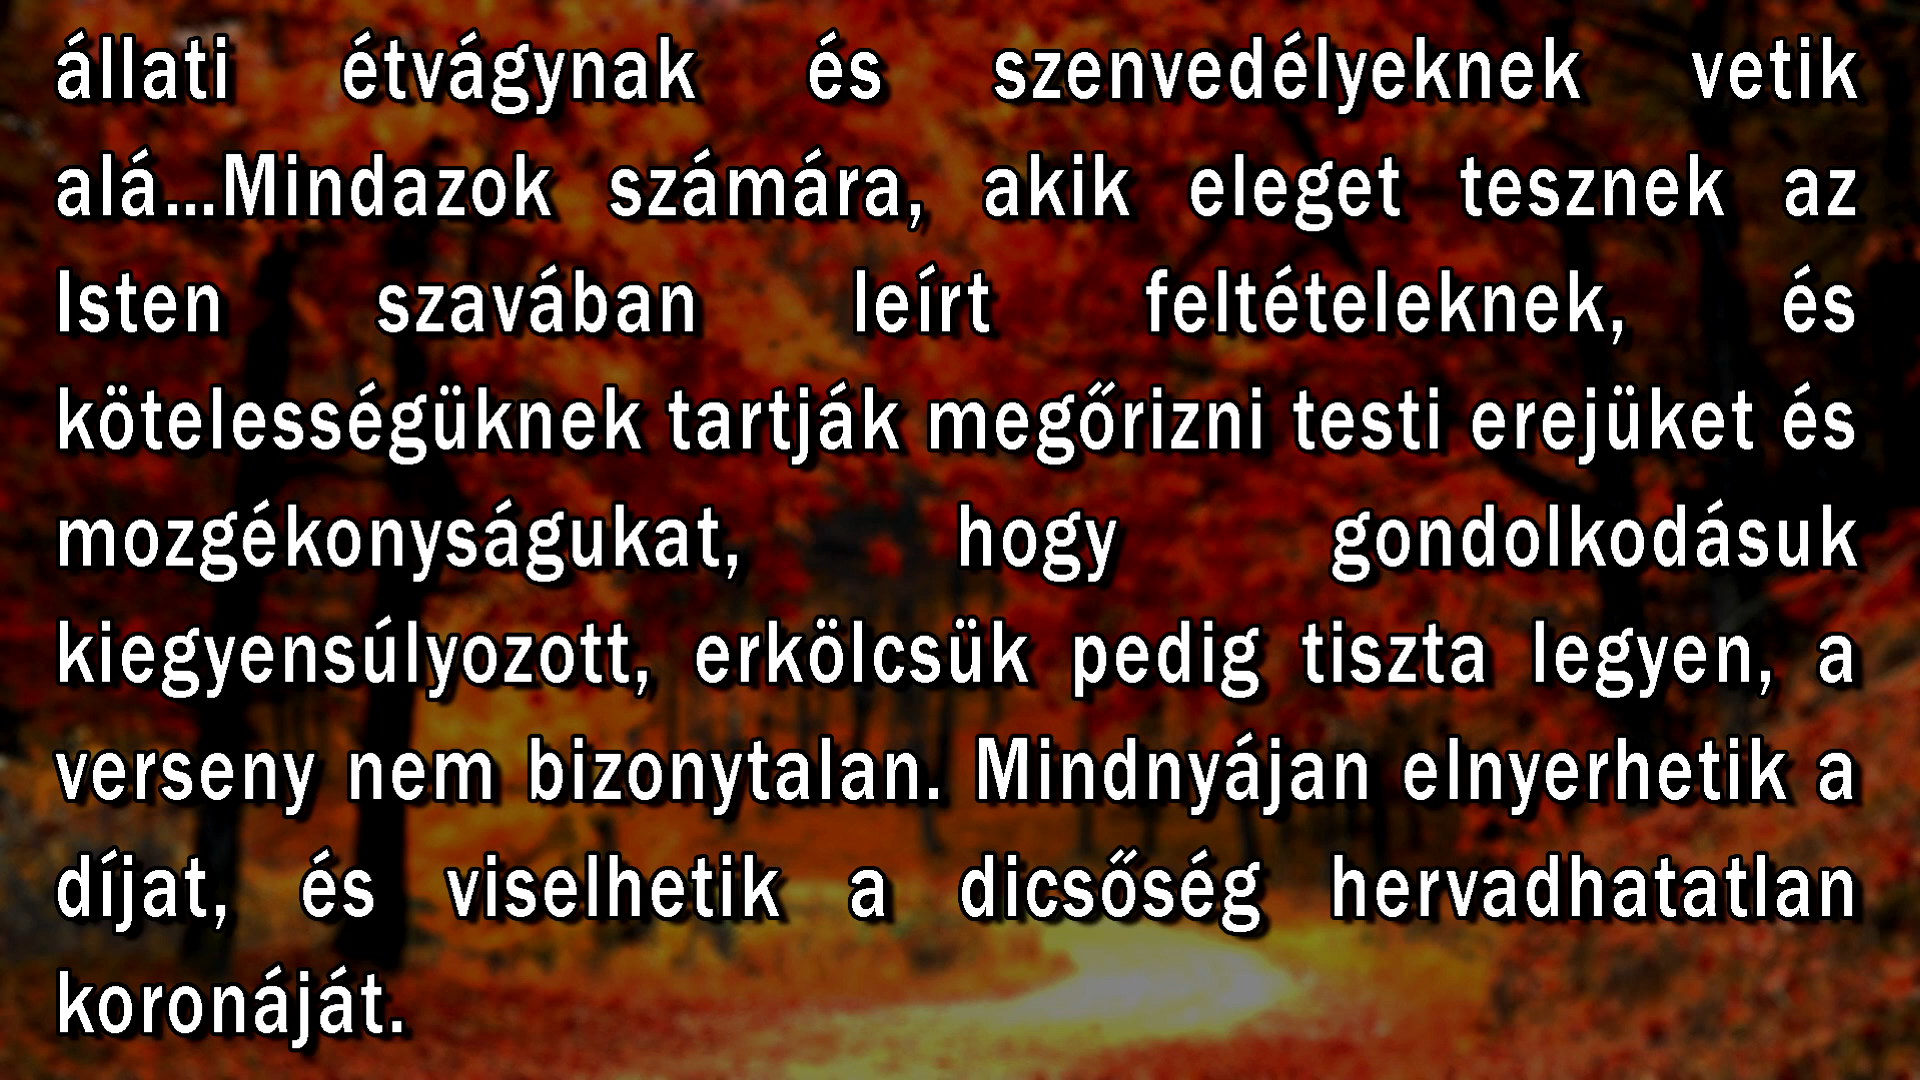 állati étvágynak és szenvedélyeknek vetik
alá...Mindazok számára, akik eleget tesznek az
Isten szavában leírt feltételeknek, és
kötelességüknek tartják megőrizni testi erejüket és
mozgékonyságukat, hogy gondolkodásuk
kiegyensúlyozott, erkölcsük pedig tiszta legyen, a
verseny nem bizonytalan. Mindnyájan elnyerhetik a
díjat, és viselhetik a dicsőség hervadhatatlan
koronáját.